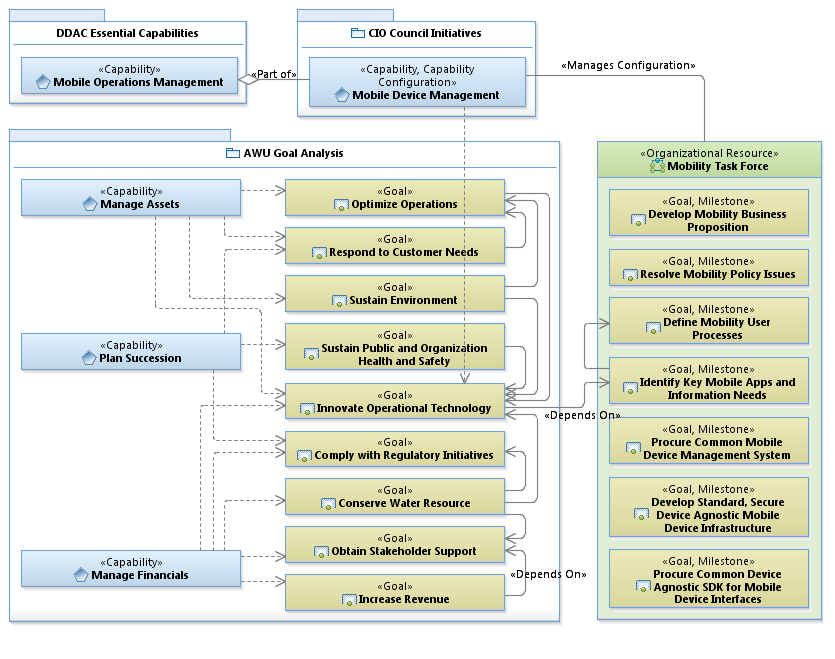 DDAC Essential Capabilities
«Capability»
Mobile Operations Management
«Part of»
CIO Council Initiatives
«Capability, Capability
Configuration»
Mobile Device Management
«Manages Configuration»
AWU Goal Analysis
«Capability»
Manage Assets
«Capability»
Plan Succession
«Capability»
Manage Financials
«Goal»
Optimize Operations
«Goal»
Respond to Customer Needs
«Goal»
Sustain Environment
«Goal»
Sustain Public and Organization
Health and Safety
«Goal»
Innovate Operational Technology
«Goal»
Comply with Regulatory Initiatives
«Goal»
Conserve Water Resource
«Goal»
Obtain Stakeholder Support
«Goal»
Increase Revenue
«Depends On»
«Depends On»
«Organizational Resource»
Mobility Task Force
«Goal, Milestone»
Develop Mobility Business
Proposition
«Goal, Milestone»
Resolve Mobility Policy Issues
«Goal, Milestone»
Define Mobility User
Processes
«Goal, Milestone»
Identify Key Mobile Apps and
Information Needs
«Goal, Milestone»
Procure Common Mobile
Device Management System
«Goal, Milestone»
Develop Standard, Secure
Device Agnostic Mobile
Device Infrastructure
«Goal, Milestone»
Procure Common Device
Agnostic SDK for Mobile
Device Interfaces